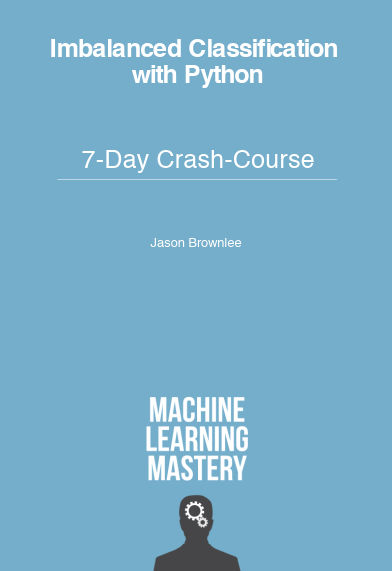 Imbalanced Classification
with Python
7-Day Crash-Course
Jason Brownlee
MACHINE
LEARNING
MASTERY